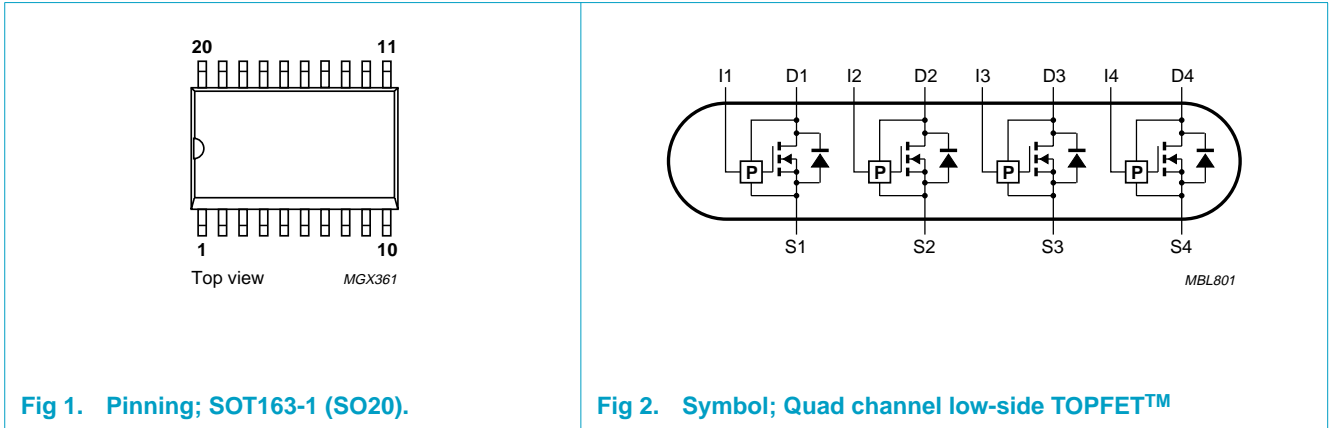 20 11
1 10
Top view MGX361
Fig 1. Pinning; SOT163-1 (SO20).
I1 D1 I2 D2 I3 D3 I4 D4
P P P P
S1 S2 S3 S4
MBL801
Fig 2. Symbol; Quad channel low-side TOPFETTM